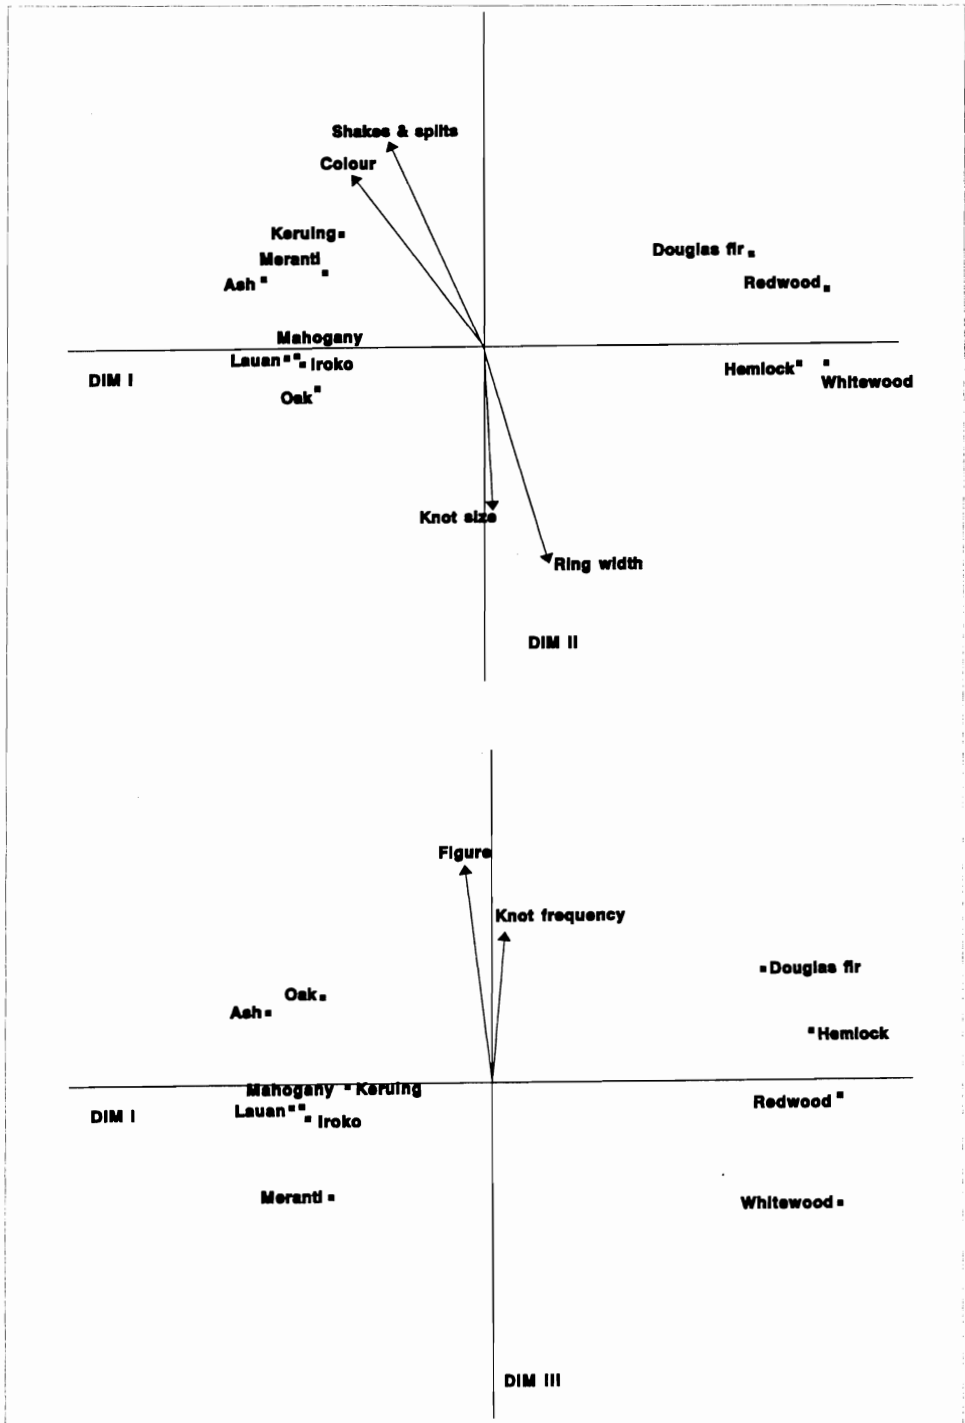 Shakes & splits
Colour
Keruing
Meranti
Ash
Douglas fir
Redwood
Mahogany
Lauan
Iroko
Oak
DIM I
Hemlock
Whitewood
Knot size
Ring width
DIM II
Figure
Knot frequency
Douglas fir
Oak
Ash
Hemlock
Mahogany
Keruing
Lauan
Iroko
DIM I
Redwood
Meranti
Whitewood
DIM III